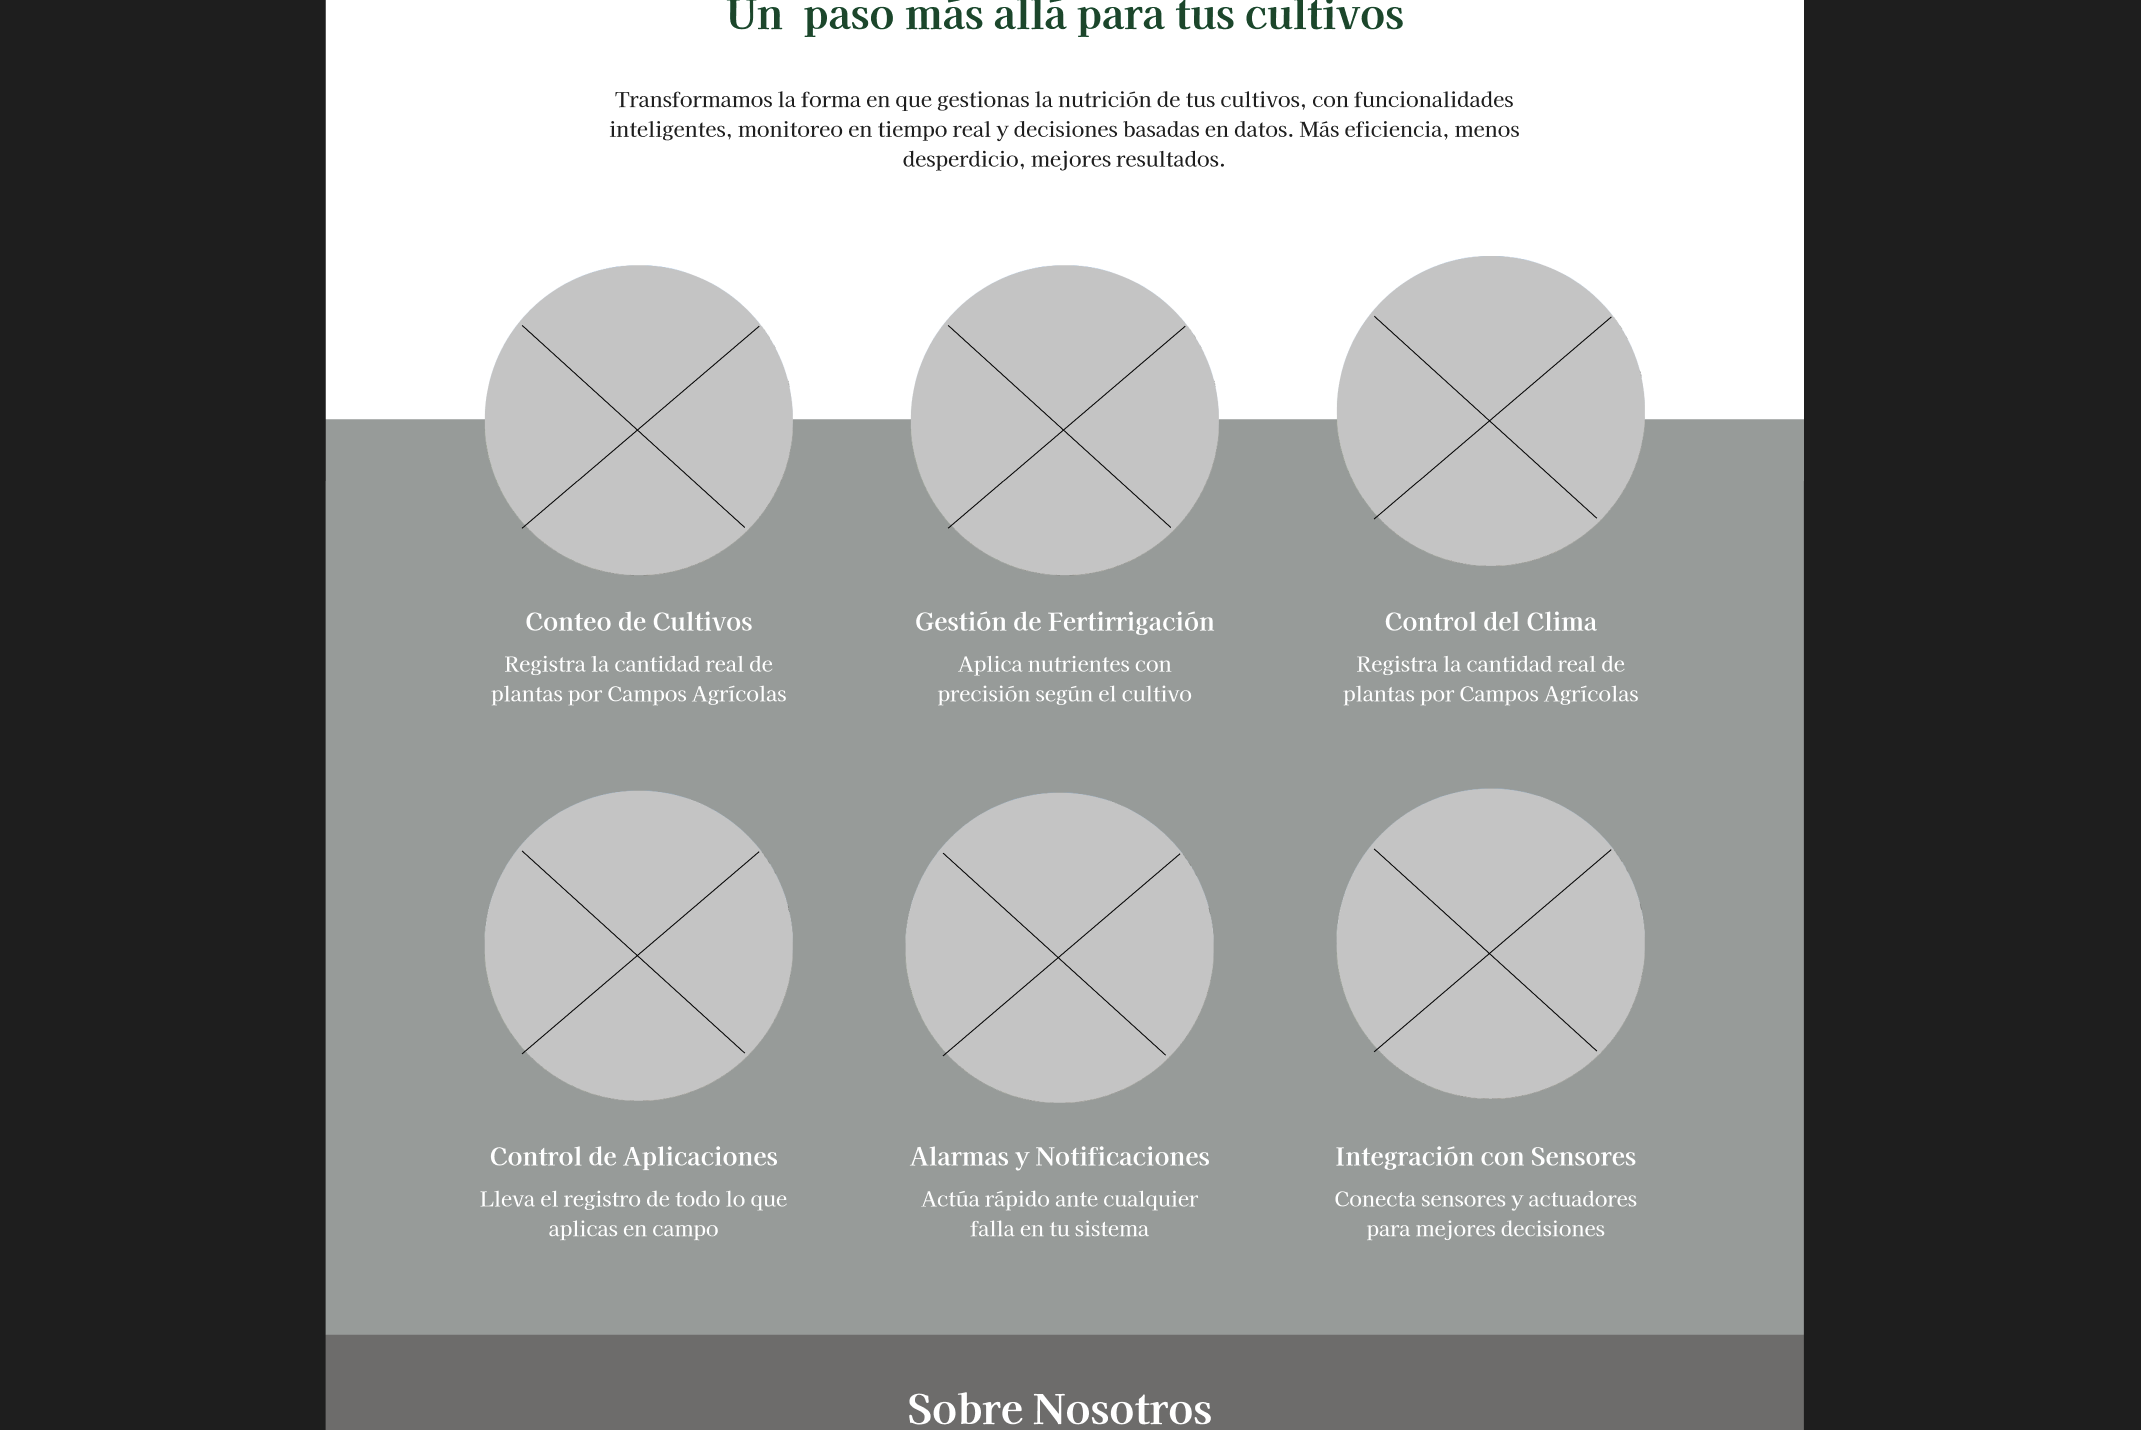 Un  paso más allá para tus cultivos
Transformamos la forma en que gestionas la nutrición de tus cultivos, con funcionalidades
inteligentes, monitoreo en tiempo real y decisiones basadas en datos. Más eficiencia, menos
desperdicio, mejores resultados.
Conteo de Cultivos
Registra la cantidad real de
plantas por Campos Agrícolas
Gestión de Fertirrigación
Aplica nutrientes con
precisión según el cultivo
Control del Clima
Registra la cantidad real de
plantas por Campos Agrícolas
Control de Aplicaciones
Lleva el registro de todo lo que
aplicas en campo
Alarmas y Notificaciones
Actúa rápido ante cualquier
falla en tu sistema
Integración con Sensores
Conecta sensores y actuadores
para mejores decisiones
Sobre Nosotros